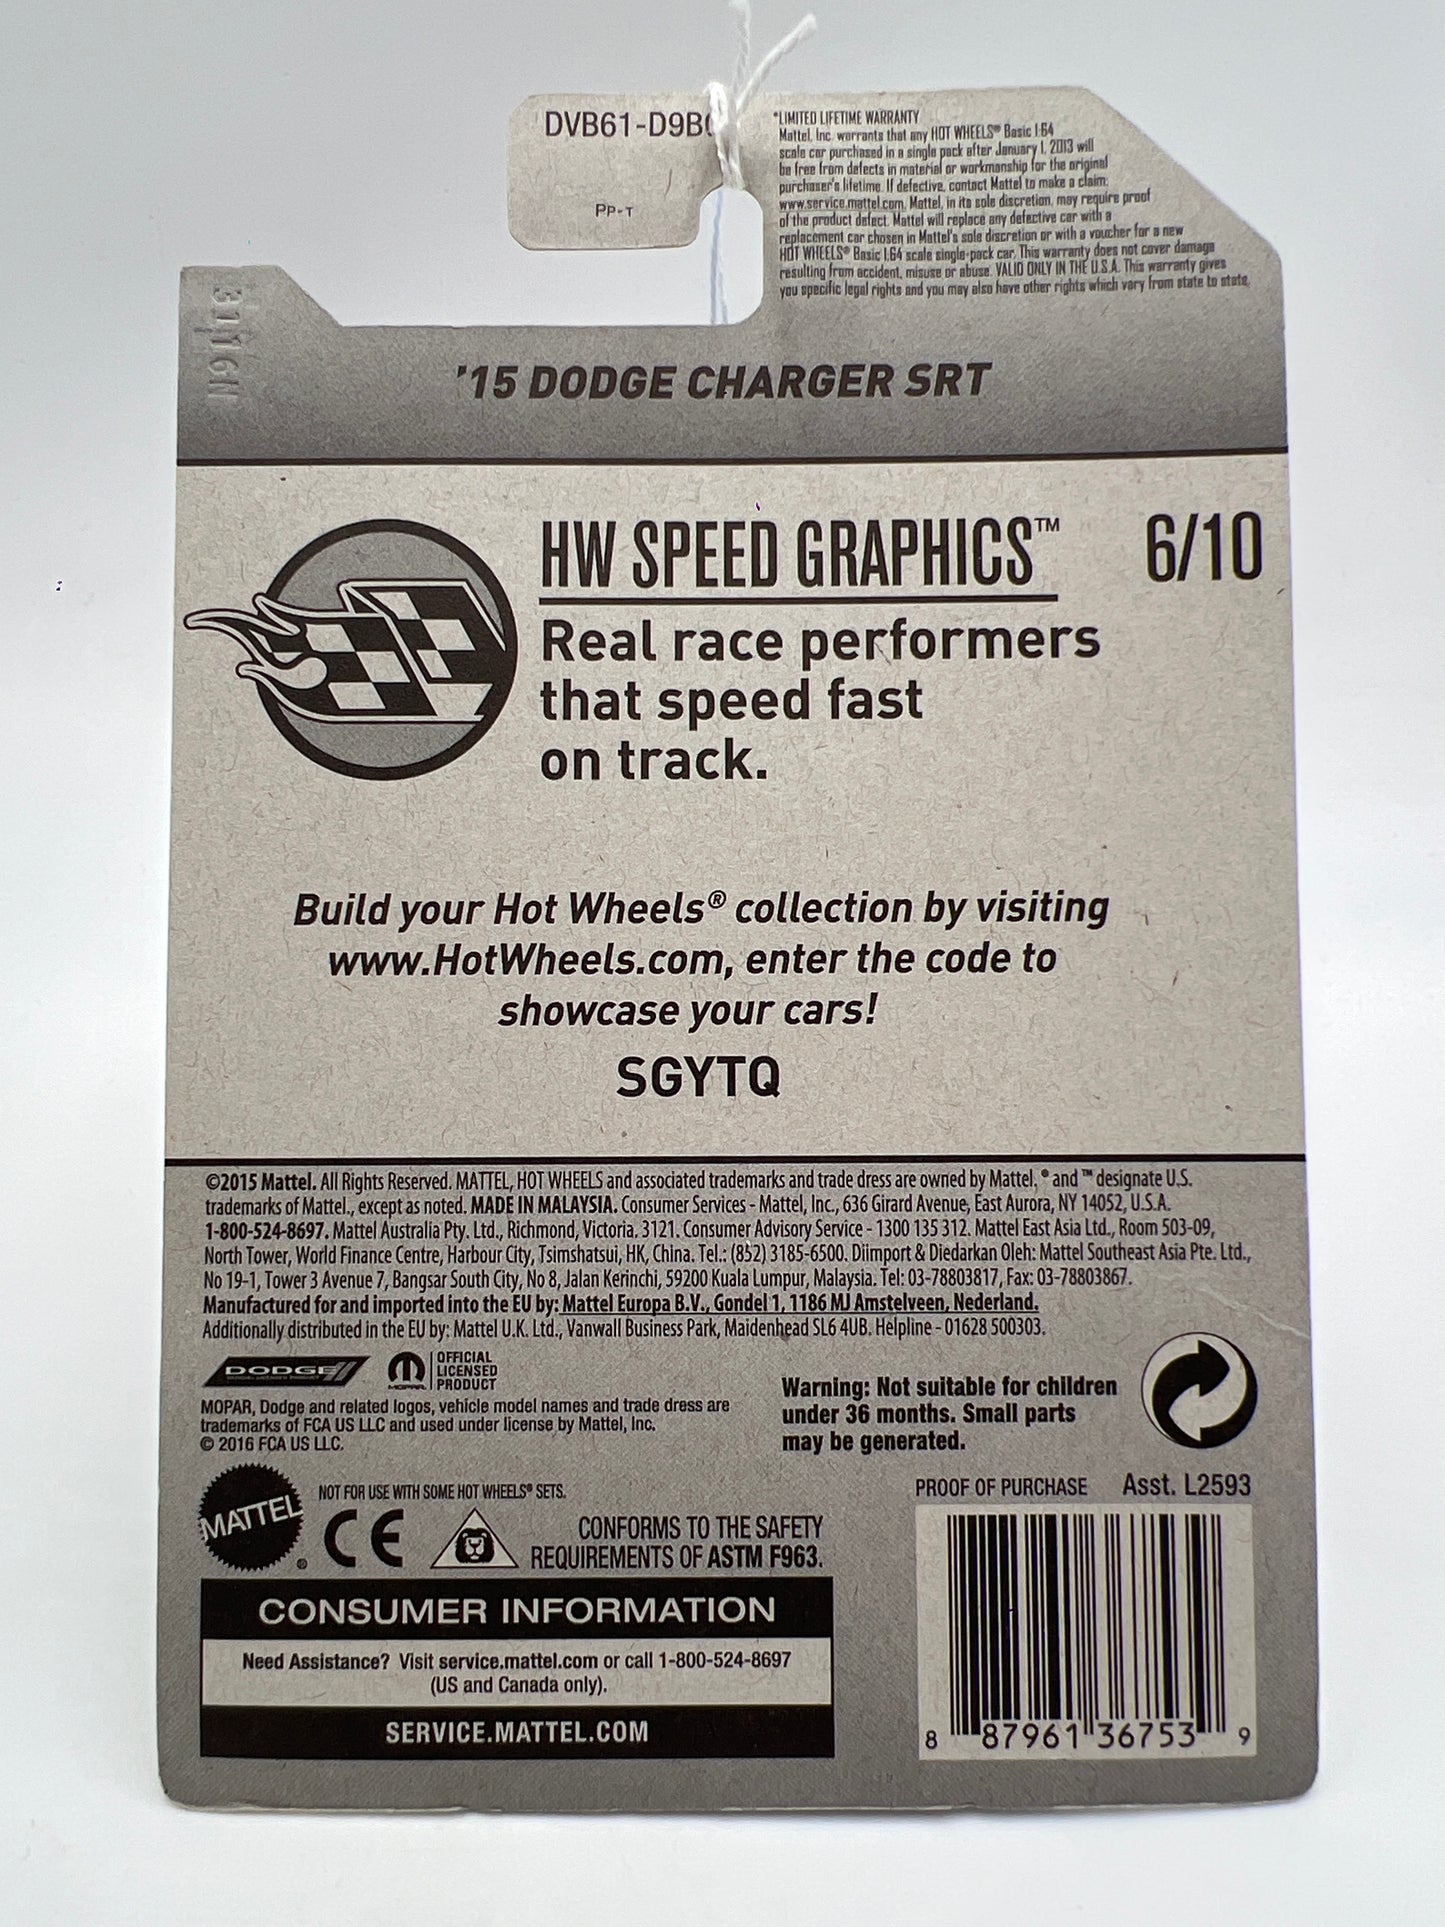 DVB61-D9B
PP-T
*LIMITED LIFETIME WARRANTY
Mattel, Inc. warrants that any HOT WHEELS® Basic 1:64
scale car purchased in a single pack after January 1, 2013 will
be free from defects in material or workmanship for the original
purchaser's lifetime. If defective, contact Mattel to make a claim:
www.service.mattel.com. Mattel, in its sole discretion, may require proof
of the product defect. Mattel will replace any defective car with a
replacement car chosen in Mattel's sole discretion or with a voucher for a new
HOT WHEELS® Basic 1:64 scale single-pack car. This warranty does not cover damage
resulting from accident, misuse or abuse. VALID ONLY IN THE U.S.A. This warranty gives
you specific legal rights and you may also have other rights which vary from state to state.
'15 DODGE CHARGER SRT
HW SPEED GRAPHICS™ 6/10
Real race performers
that speed fast
on track.
Build your Hot Wheels® collection by visiting
www.HotWheels.com, enter the code to
showcase your cars!
SGYTQ
©2015 Mattel. All Rights Reserved. MATTEL, HOT WHEELS and associated trademarks and trade dress are owned by Mattel. ® and ™ designate U.S.
trademarks of Mattel., except as noted. MADE IN MALAYSIA. Consumer Services - Mattel, Inc., 636 Girard Avenue, East Aurora, NY 14052, U.S.A.
1-800-524-8697. Mattel Australia Pty. Ltd., Richmond, Victoria. 3121. Consumer Advisory Service - 1300 135 312. Mattel East Asia Ltd., Room 503-09,
North Tower, World Finance Centre, Harbour City, Tsimshatsui, HK, China. Tel.: (852) 3185-6500. Diimport & Diedarkan Oleh: Mattel Southeast Asia Pte. Ltd.,
No 19-1, Tower 3 Avenue 7, Bangsar South City, No 8, Jalan Kerinchi, 59200 Kuala Lumpur, Malaysia. Tel: 03-78803817, Fax: 03-78803867.
Manufactured for and imported into the EU by: Mattel Europa B.V., Gondel 1, 1186 MJ Amstelveen, Nederland.
Additionally distributed in the EU by: Mattel U.K. Ltd., Vanwall Business Park, Maidenhead SL6 4UB. Helpline - 01628 500303.
DODGE
MOPAR
OFFICIAL
LICENSED
PRODUCT
MOPAR, Dodge and related logos, vehicle model names and trade dress are
trademarks of FCA US LLC and used under license by Mattel, Inc.
© 2016 FCA US LLC.
Warning: Not suitable for children
under 36 months. Small parts
may be generated.
MATTEL®
NOT FOR USE WITH SOME HOT WHEELS® SETS.
CE
CONFORMS TO THE SAFETY
REQUIREMENTS OF ASTM F963.
PROOF OF PURCHASE Asst. L2593
CONSUMER INFORMATION
Need Assistance? Visit service.mattel.com or call 1-800-524-8697
(US and Canada only).
SERVICE.MATTEL.COM
8 87961 36753 9